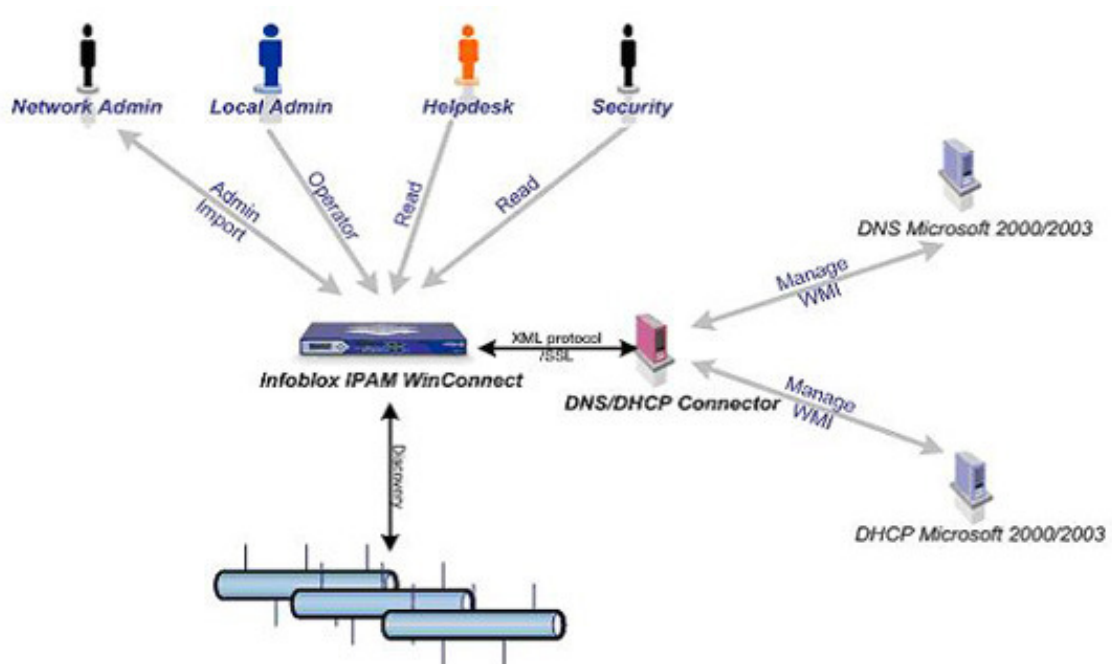 Network Admin
Local Admin
Helpdesk
Security
Admin
Import
Operator
Read
Read
DNS Microsoft 2000/2003
Manage
WMI
XML protocol
/SSL
Infoblox IPAM WinConnect
DNS/DHCP Connector
Manage
WMI
Discovery
DHCP Microsoft 2000/2003